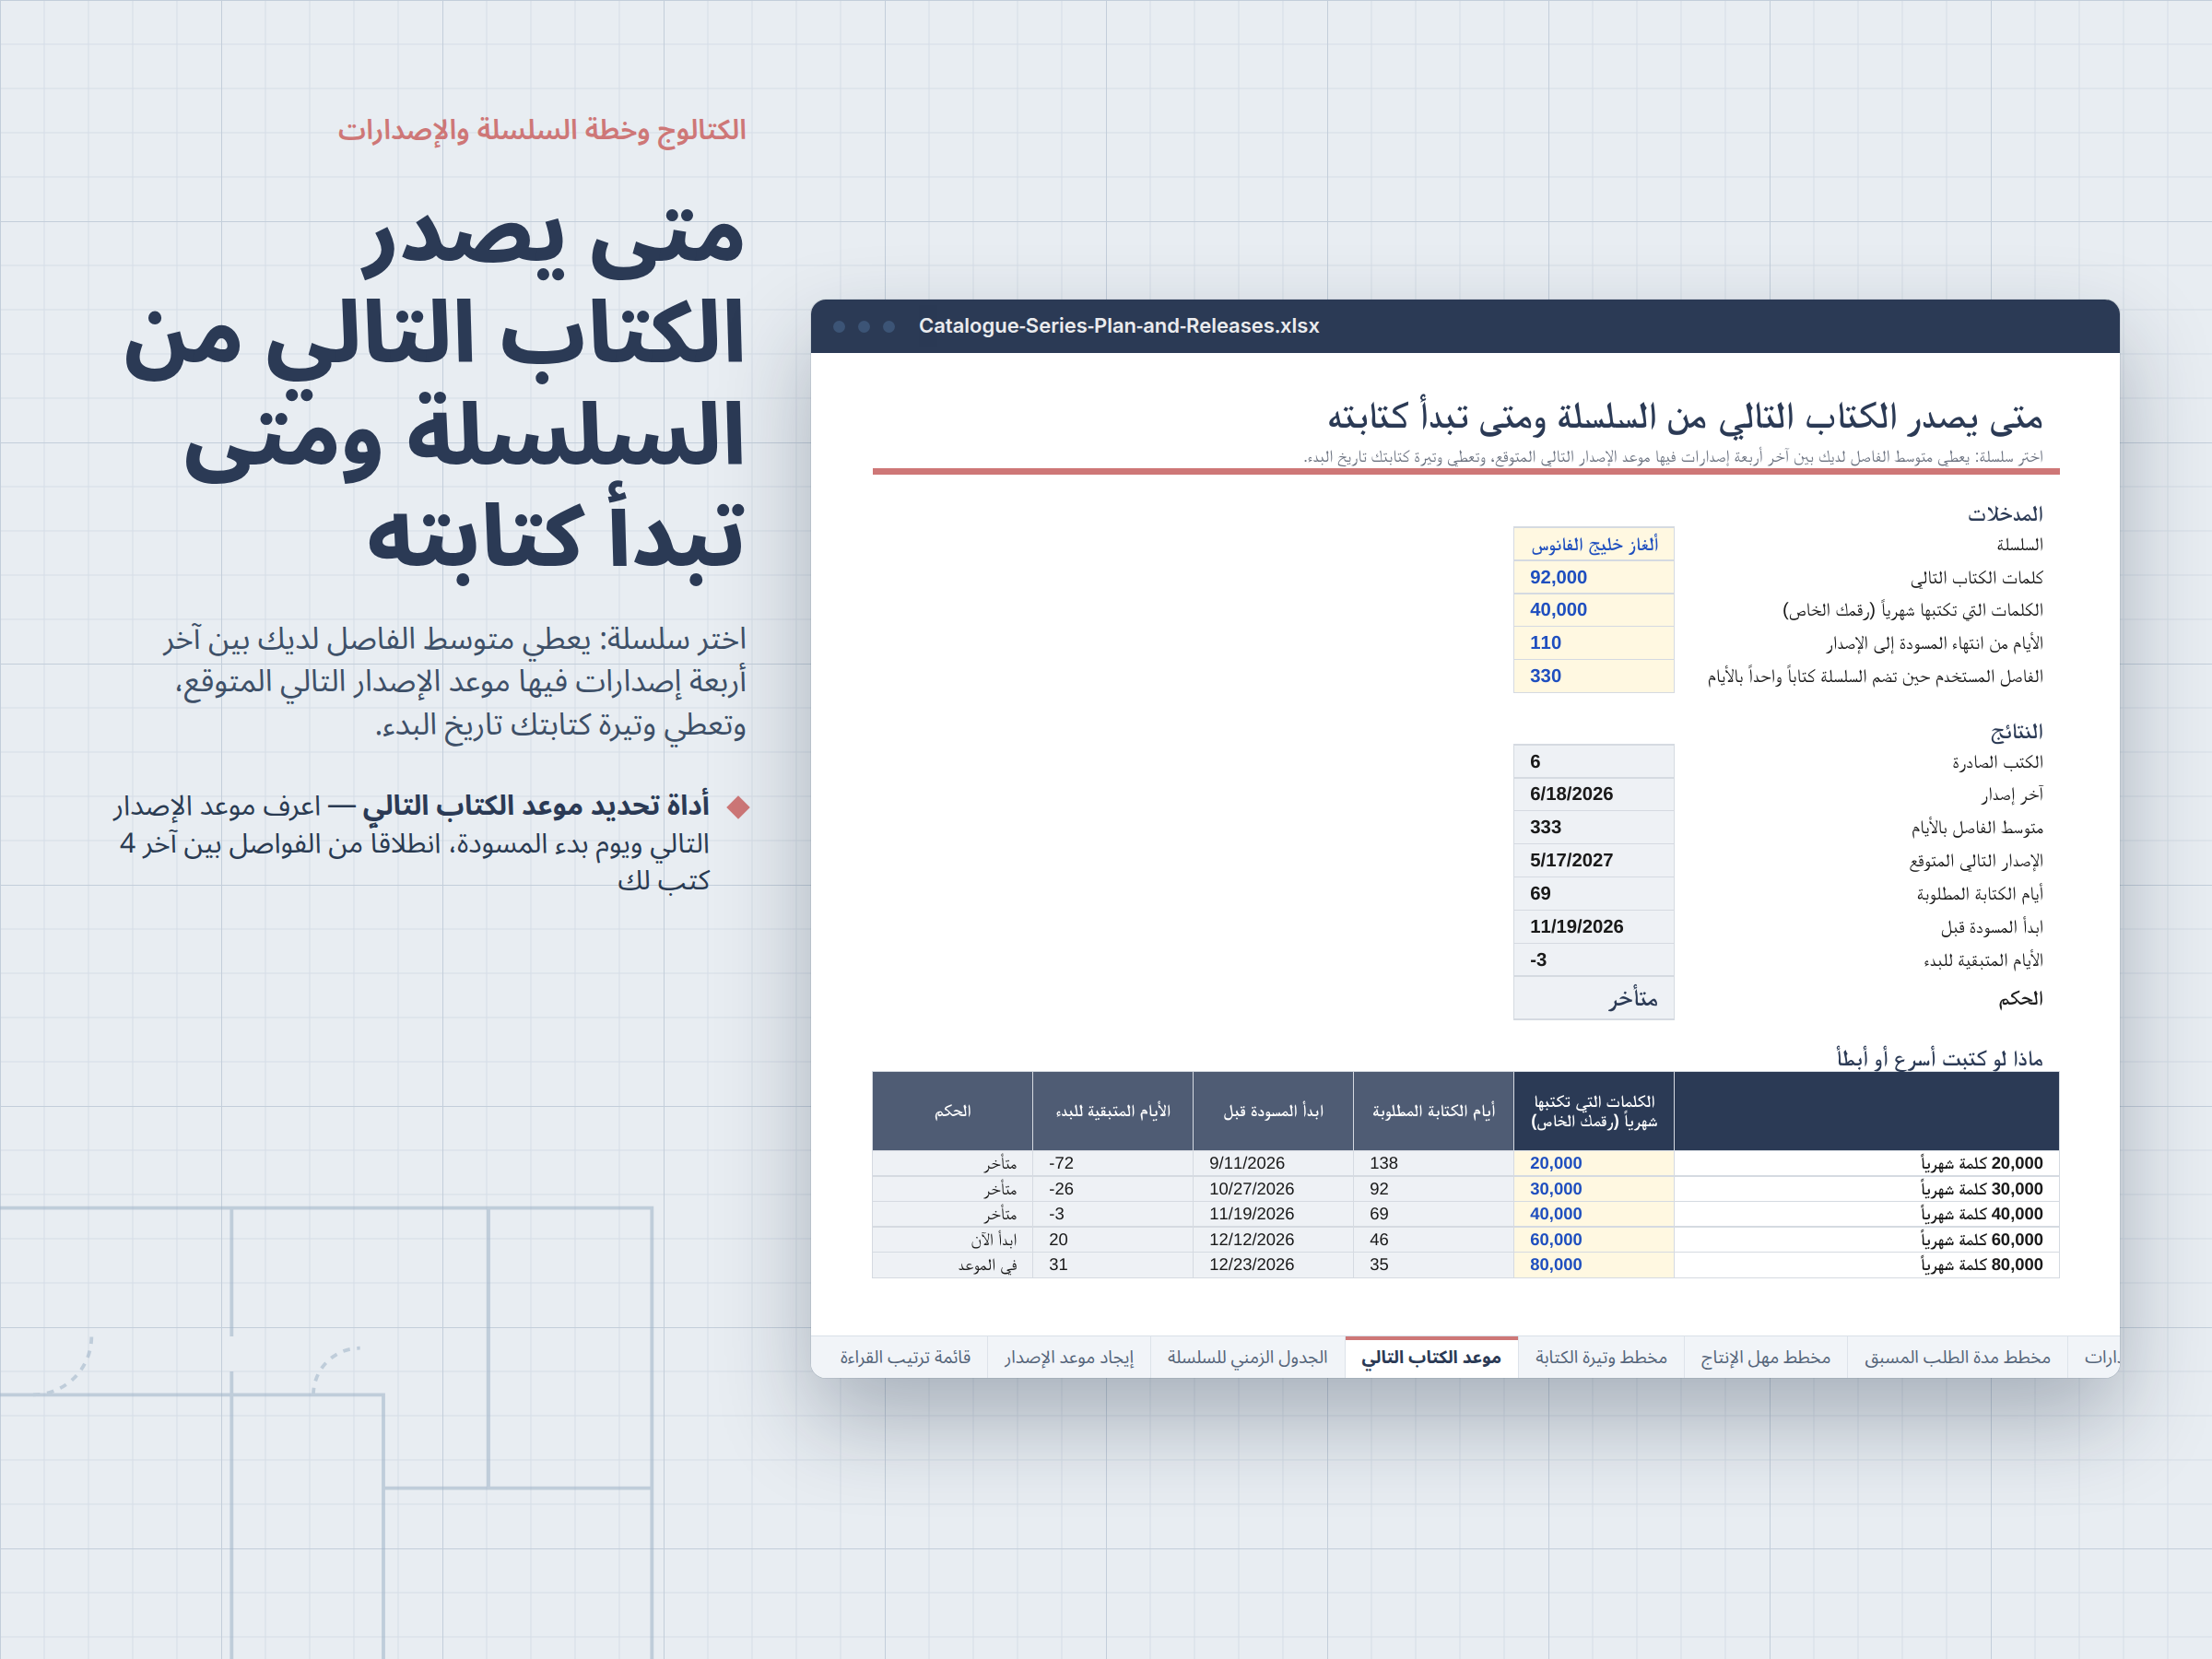 الكتالوج وخطة السلسلة والإصدارات
متى يصدر
الكتاب التالي من
السلسلة ومتى
تبدأ كتابته
اختر سلسلة: يعطي متوسط الفاصل لديك بين آخر
أربعة إصدارات فيها موعد الإصدار التالي المتوقع،
وتعطي وتيرة كتابتك تاريخ البدء.
أداة تحديد موعد الكتاب التالي — اعرف موعد الإصدار
التالي ويوم بدء المسودة، انطلاقًا من الفواصل بين آخر 4
كتب لك
Catalogue-Series-Plan-and-Releases.xlsx
متى يصدر الكتاب التالي من السلسلة ومتى تبدأ كتابته
اختر سلسلة: يعطي متوسط الفاصل لديك بين آخر أربعة إصدارات فيها موعد الإصدار التالي المتوقع، وتعطي وتيرة كتابتك تاريخ البدء.
المدخلات
السلسلة ألغاز خليج الفانوس
كلمات الكتاب التالي 92,000
الكلمات التي تكتبها شهرياً (رقمك الخاص) 40,000
الأيام من انتهاء المسودة إلى الإصدار 110
الفاصل المستخدم حين تضم السلسلة كتاباً واحداً بالأيام 330
النتائج
الكتب الصادرة 6
آخر إصدار 6/18/2026
متوسط الفاصل بالأيام 333
الإصدار التالي المتوقع 5/17/2027
أيام الكتابة المطلوبة 69
ابدأ المسودة قبل 11/19/2026
الأيام المتبقية للبدء -3
الحكم متأخر
ماذا لو كتبت أسرع أو أبطأ
الكلمات التي تكتبها شهرياً (رقمك الخاص) أيام الكتابة المطلوبة ابدأ المسودة قبل الأيام المتبقية للبدء الحكم
20,000 كلمة شهرياً 20,000 138 9/11/2026 -72 متأخر
30,000 كلمة شهرياً 30,000 92 10/27/2026 -26 متأخر
40,000 كلمة شهرياً 40,000 69 11/19/2026 -3 متأخر
60,000 كلمة شهرياً 60,000 46 12/12/2026 20 ابدأ الآن
80,000 كلمة شهرياً 80,000 35 12/23/2026 31 في الموعد
مخطط مدة الطلب المسبق مخطط مهل الإنتاج مخطط وتيرة الكتابة موعد الكتاب التالي الجدول الزمني للسلسلة إيجاد موعد الإصدار قائمة ترتيب القراءة